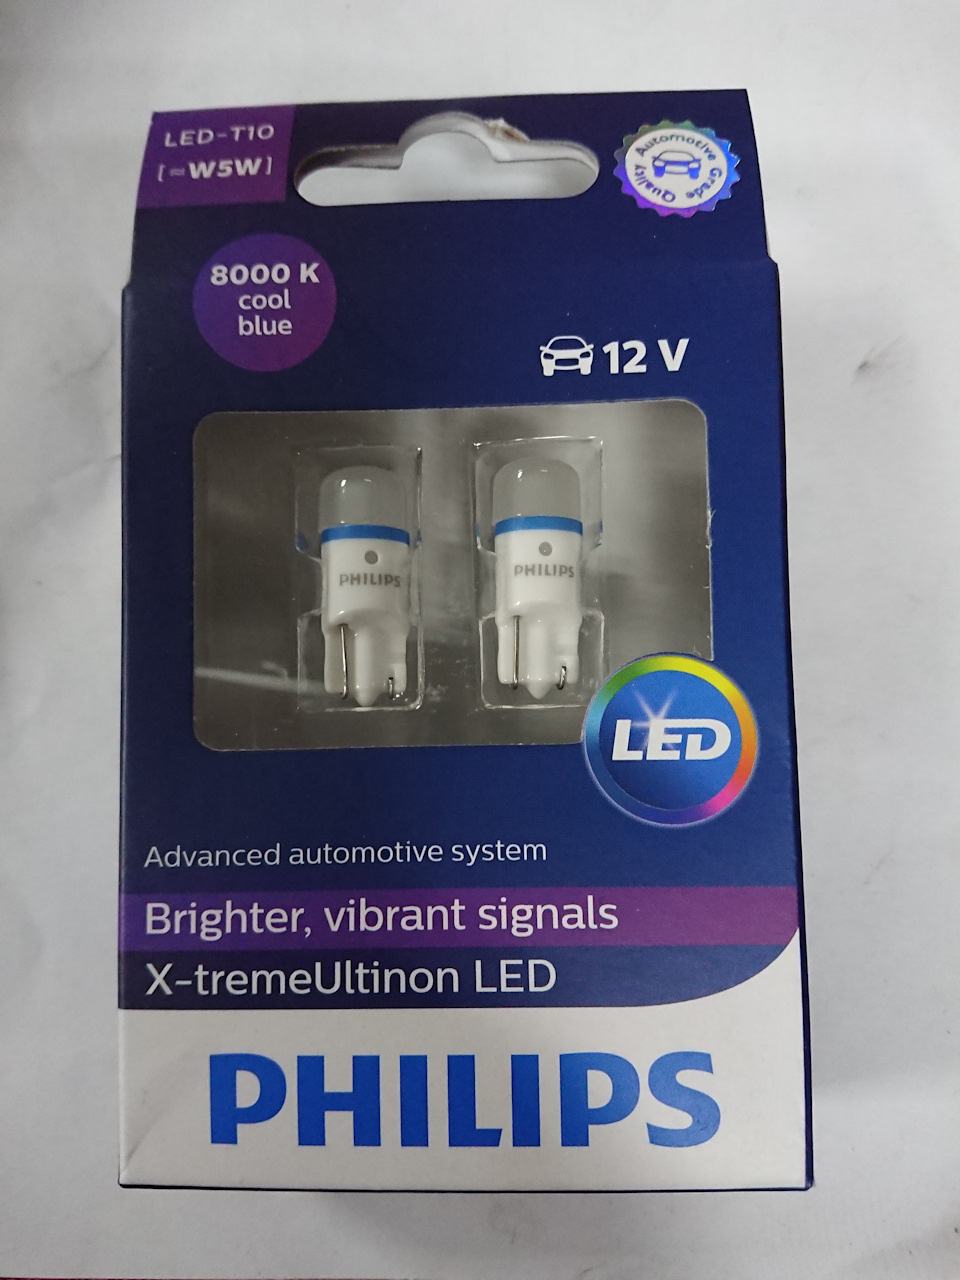 LED-T10
[≈W5W]
Automotive Grade Quality
8000 K
cool
blue
12 V
PHILIPS
PHILIPS
LED
Advanced automotive system
Brighter, vibrant signals
X-tremeUltinon LED
PHILIPS